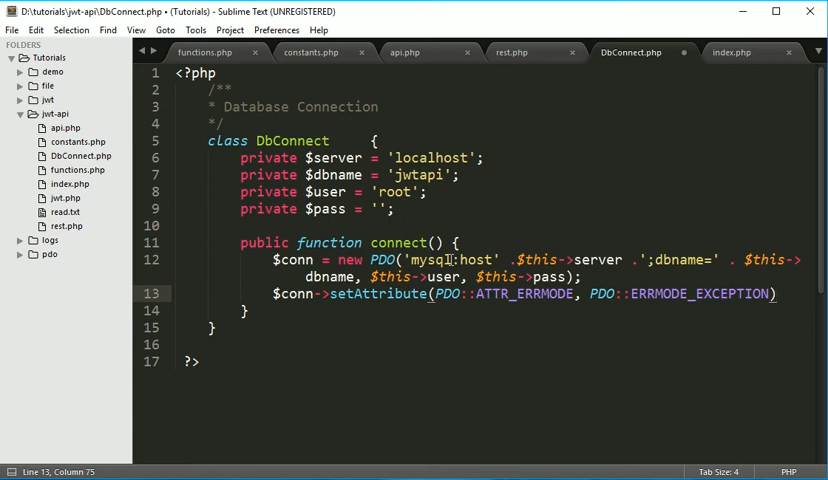 D:\tutorials\jwt-api\DbConnect.php • (Tutorials) - Sublime Text (UNREGISTERED)
File Edit Selection Find View Goto Tools Project Preferences Help
FOLDERS
Tutorials
demo
file
jwt
jwt-api
api.php
constants.php
DbConnect.php
functions.php
index.php
jwt.php
read.txt
rest.php
logs
pdo
functions.php × constants.php × api.php × rest.php × DbConnect.php • index.php ×
1 <?php
2 /**
3 * Database Connection
4 */
5 class DbConnect {
6 private $server = 'localhost';
7 private $dbname = 'jwtapi';
8 private $user = 'root';
9 private $pass = '';
10
11 public function connect() {
12 $conn = new PDO('mysql:host' .$this->server .';dbname=' . $this->
dbname, $this->user, $this->pass);
13 $conn->setAttribute(PDO::ATTR_ERRMODE, PDO::ERRMODE_EXCEPTION)
14 }
15 }
16
17 ?>
Line 13, Column 75 Tab Size: 4 PHP